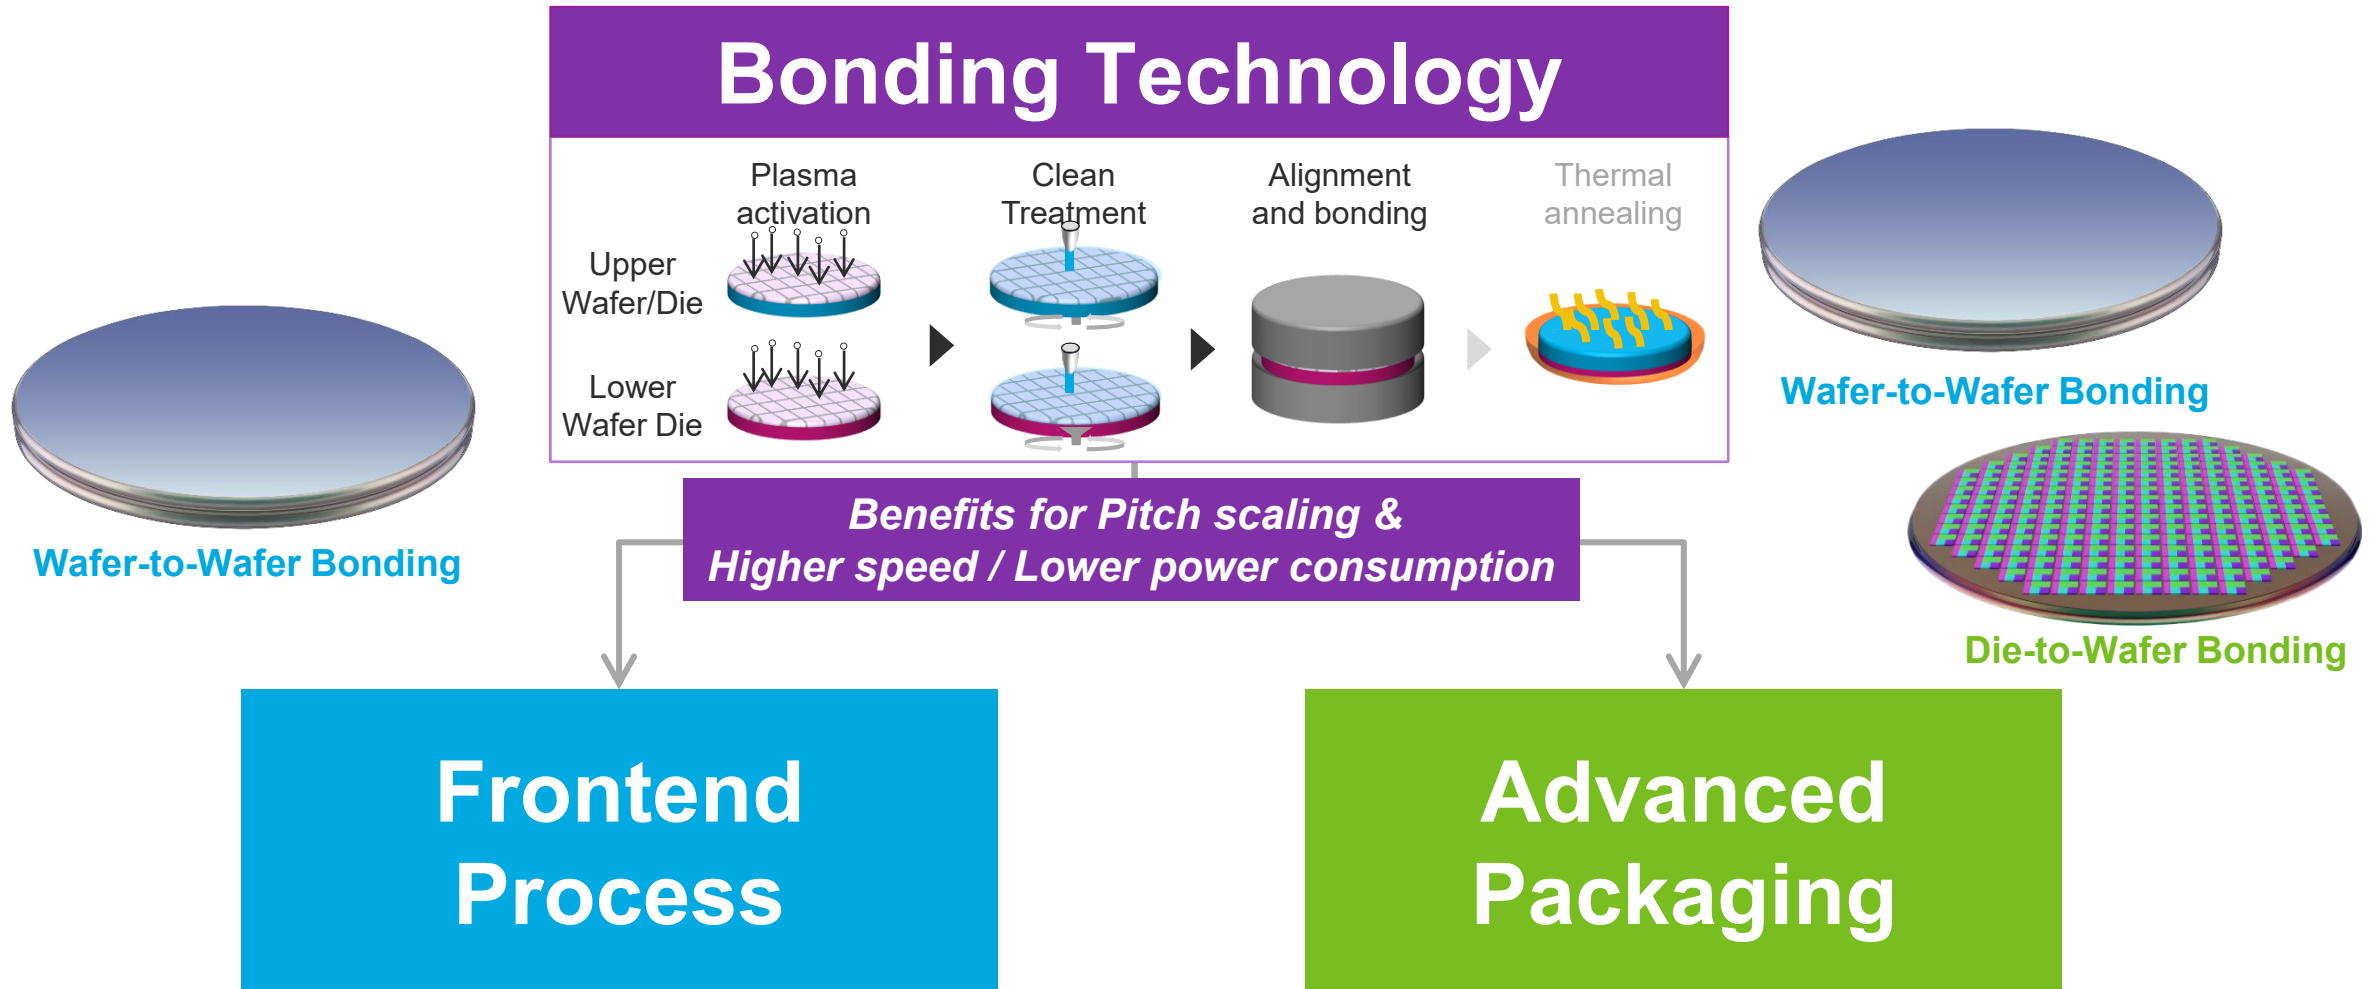 Bonding Technology
Plasma
activation
Clean
Treatment
Alignment
and bonding
Thermal
annealing
Upper
Wafer/Die
Lower
Wafer Die
Wafer-to-Wafer Bonding
Wafer-to-Wafer Bonding
Die-to-Wafer Bonding
Benefits for Pitch scaling &
Higher speed / Lower power consumption
Frontend
Process
Advanced
Packaging